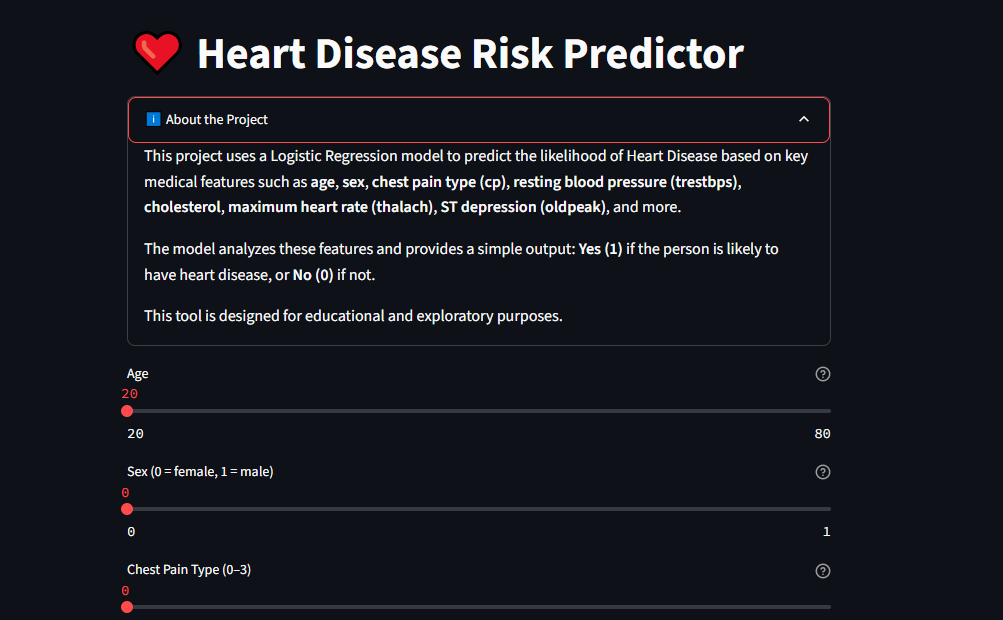 Heart Disease Risk Predictor
i About the Project
This project uses a Logistic Regression model to predict the likelihood of Heart Disease based on key
medical features such as age, sex, chest pain type (cp), resting blood pressure (trestbps),
cholesterol, maximum heart rate (thalach), ST depression (oldpeak), and more.
The model analyzes these features and provides a simple output: Yes (1) if the person is likely to
have heart disease, or No (0) if not.
This tool is designed for educational and exploratory purposes.
Age ?
20
20 80
Sex (0 = female, 1 = male) ?
0
0 1
Chest Pain Type (0–3) ?
0